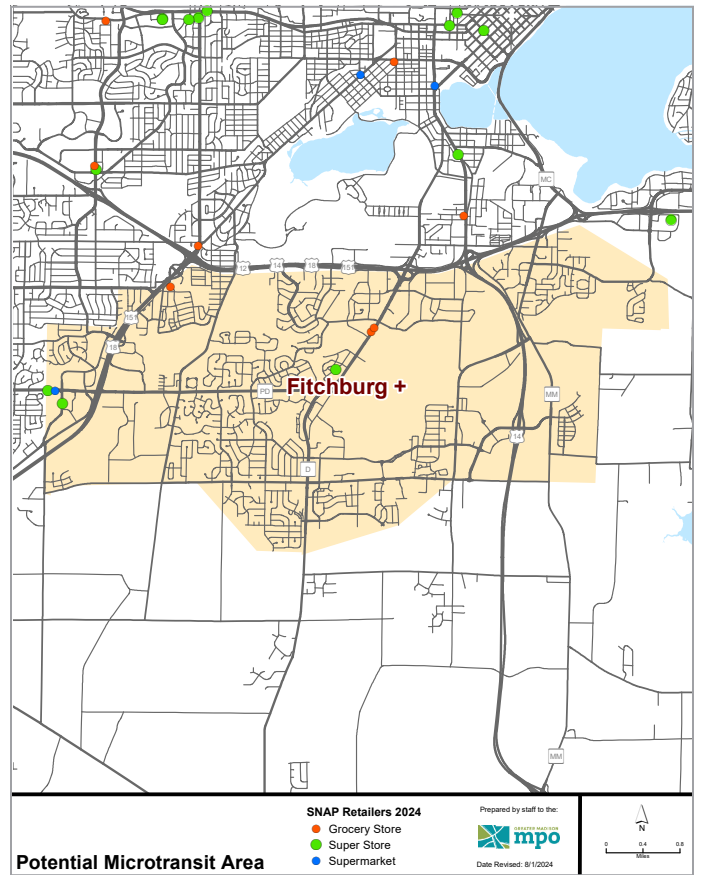 MC
12
14
18
151
151
18
Fitchburg +
PD
MM
14
D
MM
SNAP Retailers 2024
Grocery Store
Super Store
Supermarket
Prepared by staff to the:
GREATER MADISON
mpo
Date Revised: 8/1/2024
N
0 0.4 0.8
Miles
Potential Microtransit Area